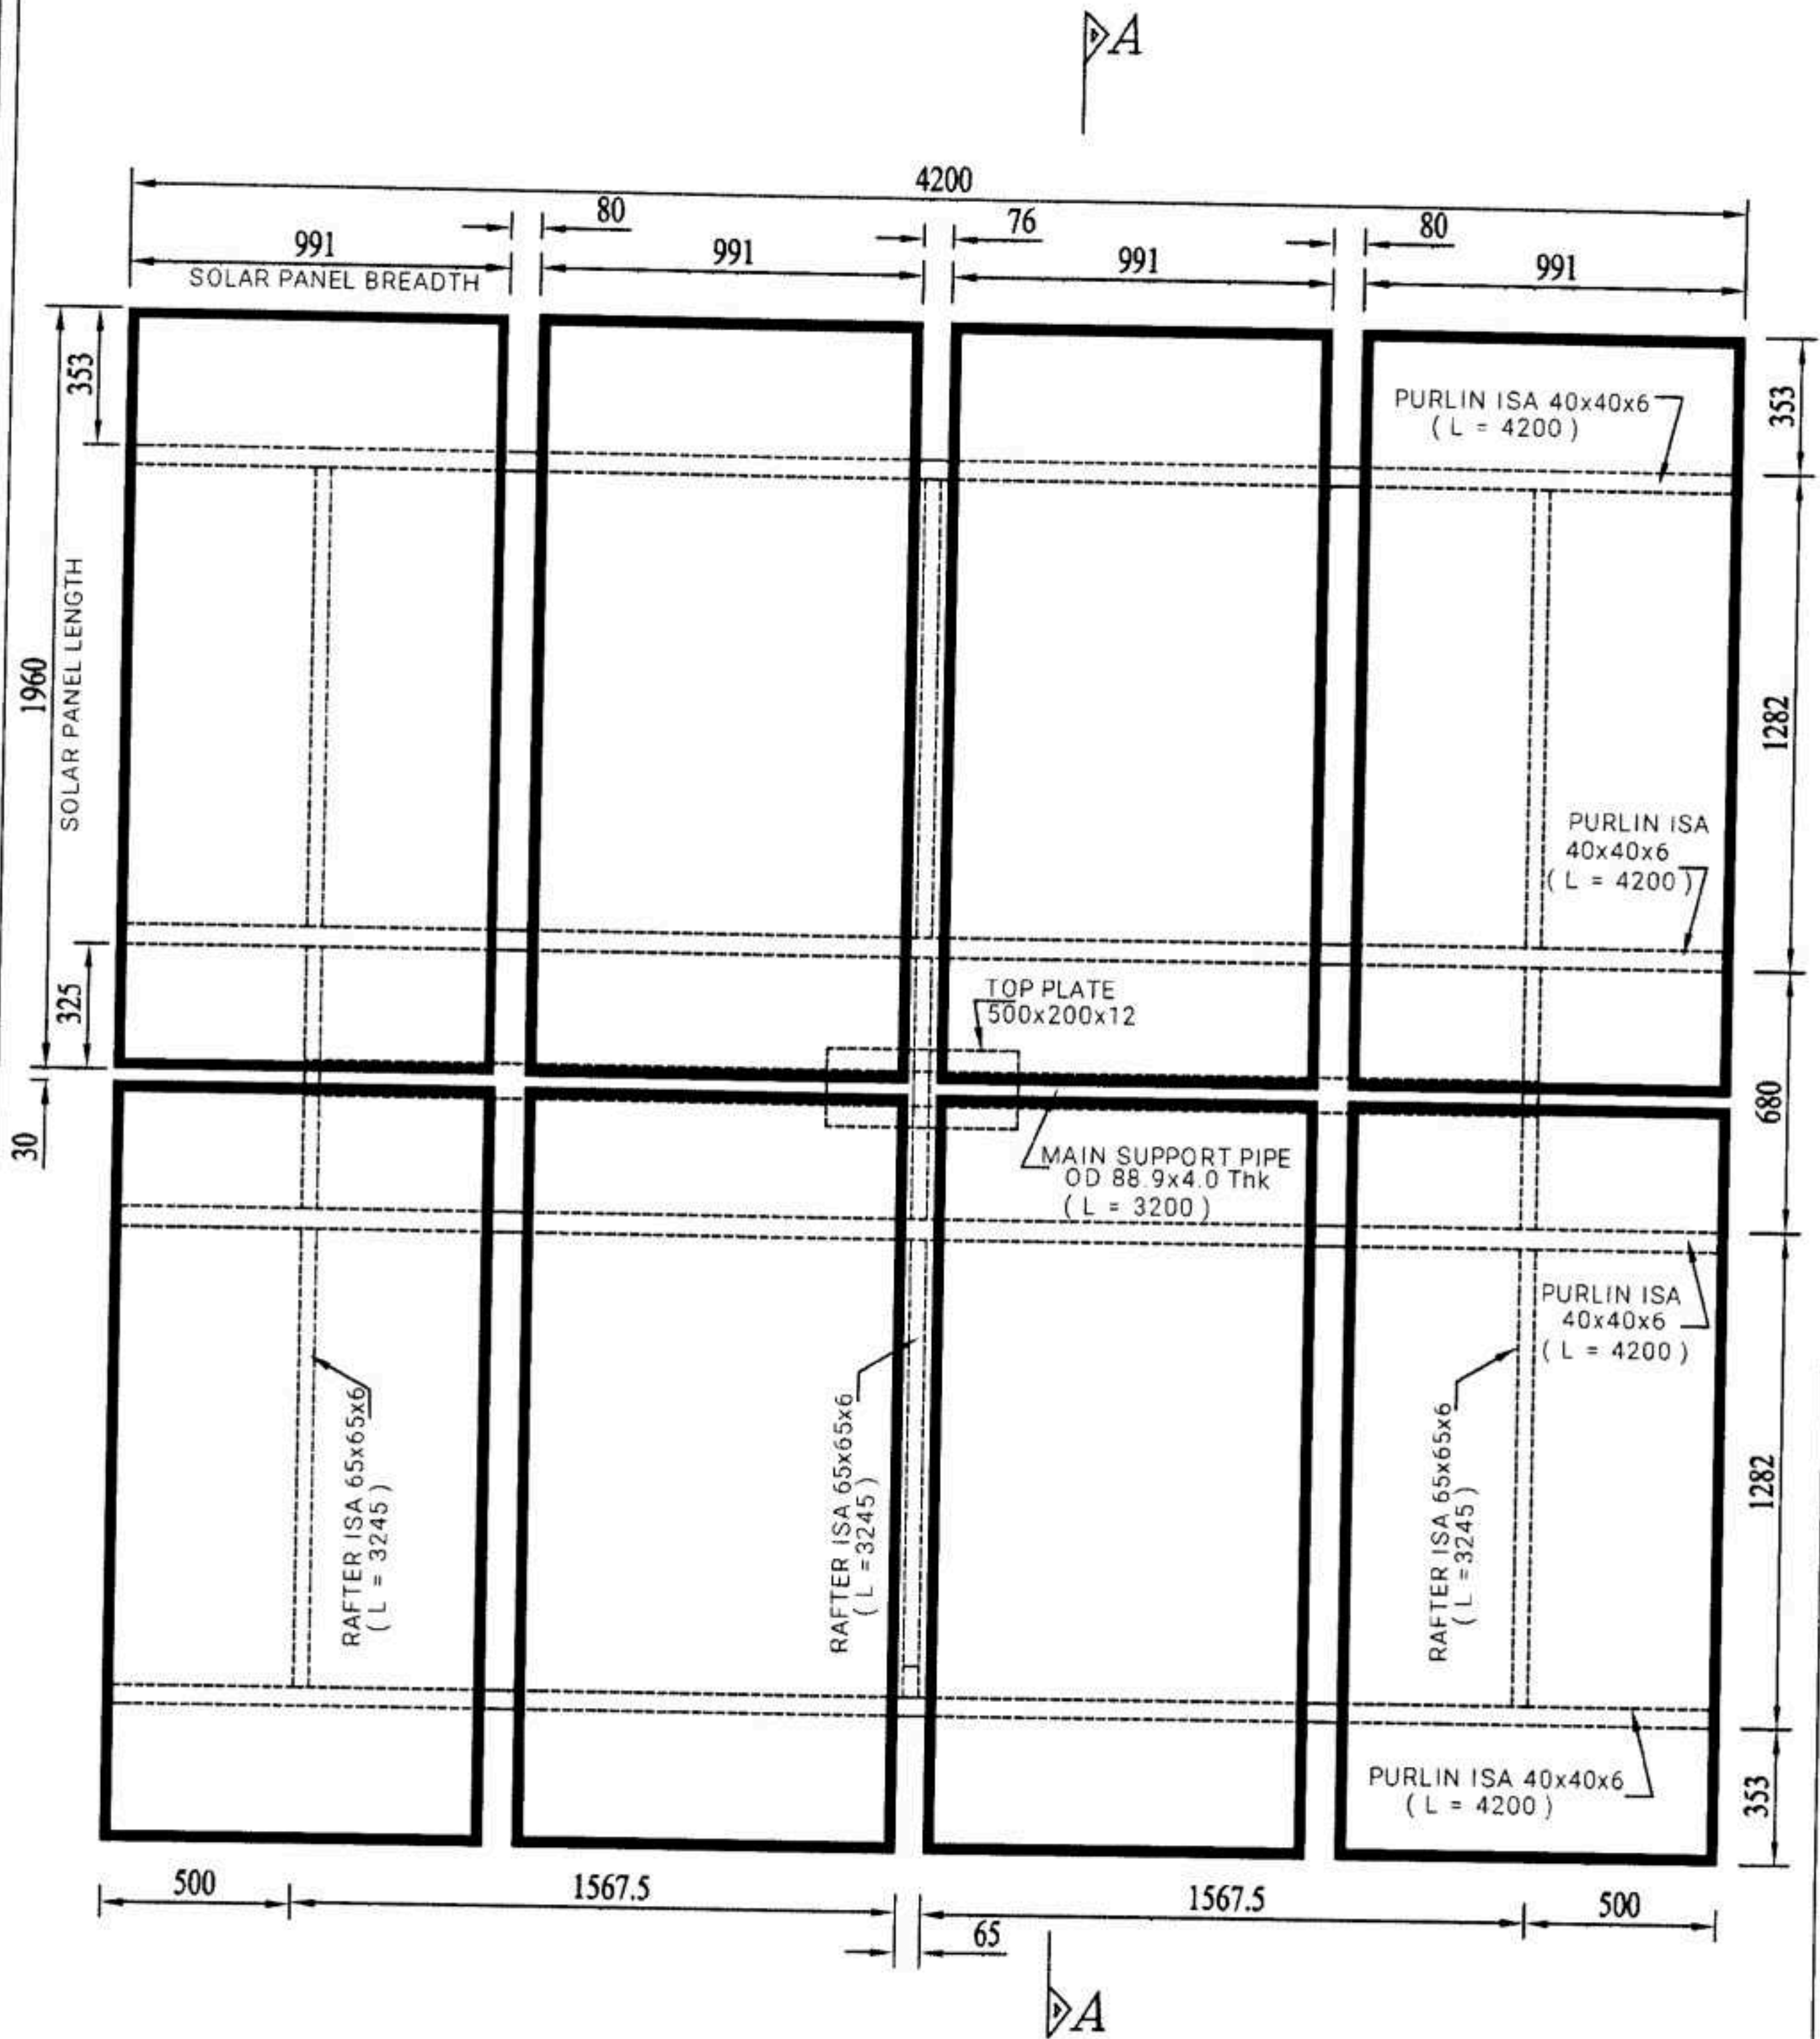 A
4200
80
76
80
991
991
991
991
SOLAR PANEL BREADTH
353
353
PURLIN ISA 40x40x6
( L = 4200 )
1960
SOLAR PANEL LENGTH
1282
PURLIN ISA
40x40x6
( L = 4200 )
325
TOP PLATE
500x200x12
680
30
MAIN SUPPORT PIPE
OD 88.9x4.0 Thk
( L = 3200 )
PURLIN ISA
40x40x6
( L = 4200 )
RAFTER ISA 65x65x6
( L = 3245 )
RAFTER ISA 65x65x6
( L =3245 )
RAFTER ISA 65x65x6
( L =3245 )
1282
PURLIN ISA 40x40x6
( L = 4200 )
353
500
1567.5
1567.5
500
65
A